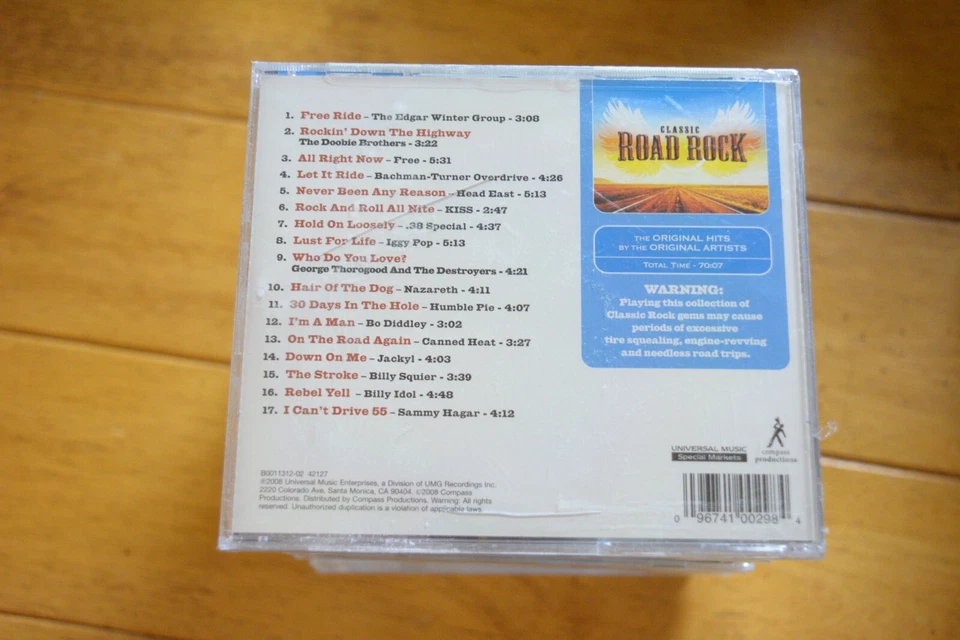 1. Free Ride – The Edgar Winter Group - 3:08
2. Rockin' Down The Highway
The Doobie Brothers - 3:22
3. All Right Now – Free - 5:31
4. Let It Ride – Bachman-Turner Overdrive - 4:26
5. Never Been Any Reason – Head East - 5:13
6. Rock And Roll All Nite – KISS - 2:47
7. Hold On Loosely – .38 Special - 4:37
8. Lust For Life – Iggy Pop - 5:13
9. Who Do You Love?
George Thorogood And The Destroyers - 4:21
10. Hair Of The Dog – Nazareth - 4:11
11. 30 Days In The Hole – Humble Pie - 4:07
12. I'm A Man – Bo Diddley - 3:02
13. On The Road Again – Canned Heat - 3:27
14. Down On Me – Jackyl - 4:03
15. The Stroke – Billy Squier - 3:39
16. Rebel Yell – Billy Idol - 4:48
17. I Can't Drive 55 – Sammy Hagar - 4:12
CLASSIC
ROAD ROCK
THE ORIGINAL HITS
BY THE ORIGINAL ARTISTS
TOTAL TIME - 70:07
WARNING:
Playing this collection of
Classic Rock gems may cause
periods of excessive
tire squealing, engine-revving
and needless road trips.
UNIVERSAL MUSIC
Special Markets
compass
productions
B0011312-02 42127
℗2008 Universal Music Enterprises, a Division of UMG Recordings Inc.
2220 Colorado Ave, Santa Monica, CA 90404. ©2008 Compass
Productions. Distributed by Compass Productions. Warning: All rights
reserved. Unauthorized duplication is a violation of applicable laws.
0 96741 00298 4